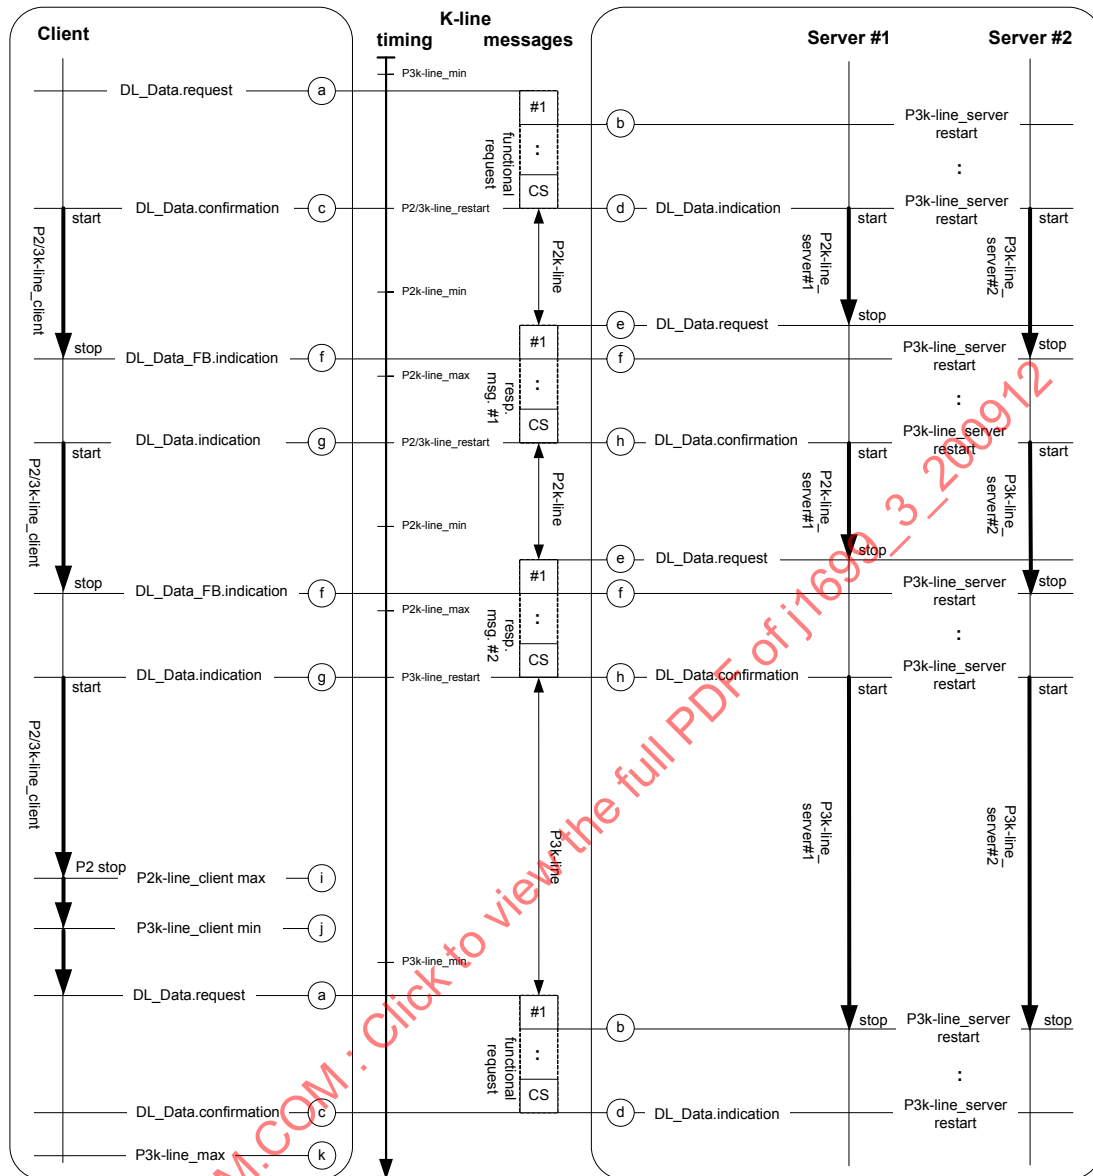 K-line
Client
timing
messages
Server #1
Server #2
P3k-line_min
DL_Data.request
a
#1
b
P3k-line_server
restart
:
functional
request
:
CS
DL_Data.confirmation
c
P2/3k-line_restart
d
DL_Data.indication
P3k-line_server
restart
start
start
start
P2/3k-line_client
P2k-line
P2k-line_
server#1
P3k-line_
server#2
P2k-line_min
e
DL_Data.request
stop
#1
stop
DL_Data_FB.indication
f
f
P3k-line_server
restart
stop
P2k-line_max
resp.
msg. #1
:
:
CS
DL_Data.indication
g
P2/3k-line_restart
h
DL_Data.confirmation
P3k-line_server
restart
start
start
start
P2/3k-line_client
P2k-line
P2k-line_
server#1
P3k-line_
server#2
P2k-line_min
e
DL_Data.request
stop
#1
stop
DL_Data_FB.indication
f
f
P3k-line_server
restart
stop
P2k-line_max
resp.
msg. #2
:
:
CS
DL_Data.indication
g
P3k-line_restart
h
DL_Data.confirmation
P3k-line_server
restart
start
start
start
P2/3k-line_client
P3k-line
P3k-line_
server#1
P3k-line_
server#2
P2 stop
P2k-line_client max
i
P3k-line_client min
j
P3k-line_min
DL_Data.request
a
#1
b
stop
P3k-line_server
restart
stop
functional
request
:
:
CS
DL_Data.confirmation
c
d
DL_Data.indication
P3k-line_server
restart
P3k-line_max
k
M.COM : Click to view the full PDF of j1699_3_200912